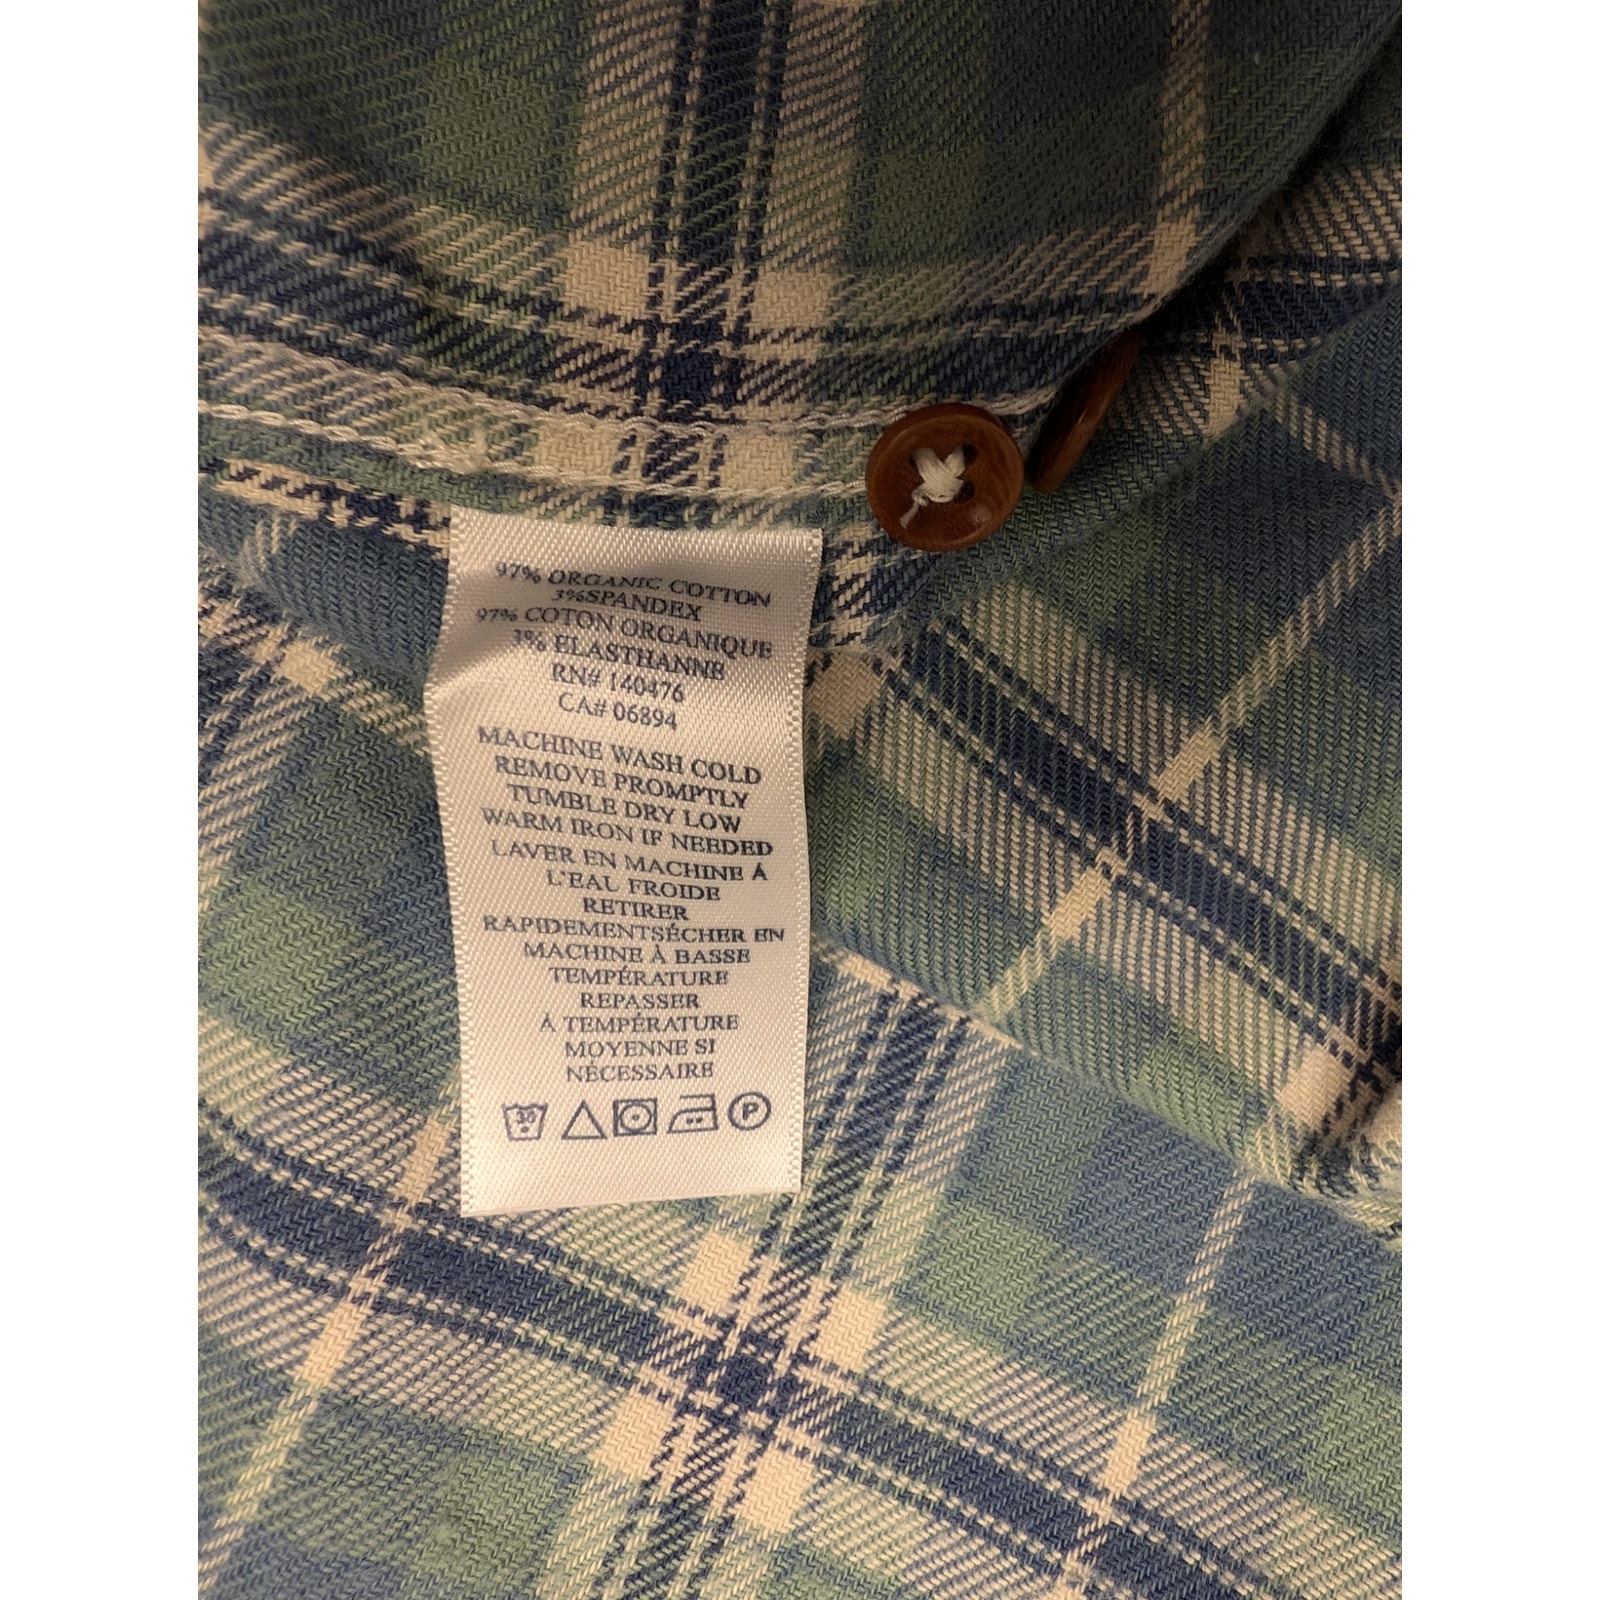 97% ORGANIC COTTON
3%SPANDEX
97% COTON ORGANIQUE
3% ELASTHANNE
RN# 140476
CA# 06894
MACHINE WASH COLD
REMOVE PROMPTLY
TUMBLE DRY LOW
WARM IRON IF NEEDED
LAVER EN MACHINE À
L'EAU FROIDE
RETIRER
RAPIDEMENTSÉCHER EN
MACHINE À BASSE
TEMPÉRATURE
REPASSER
À TEMPÉRATURE
MOYENNE SI
NÉCESSAIRE
30 P